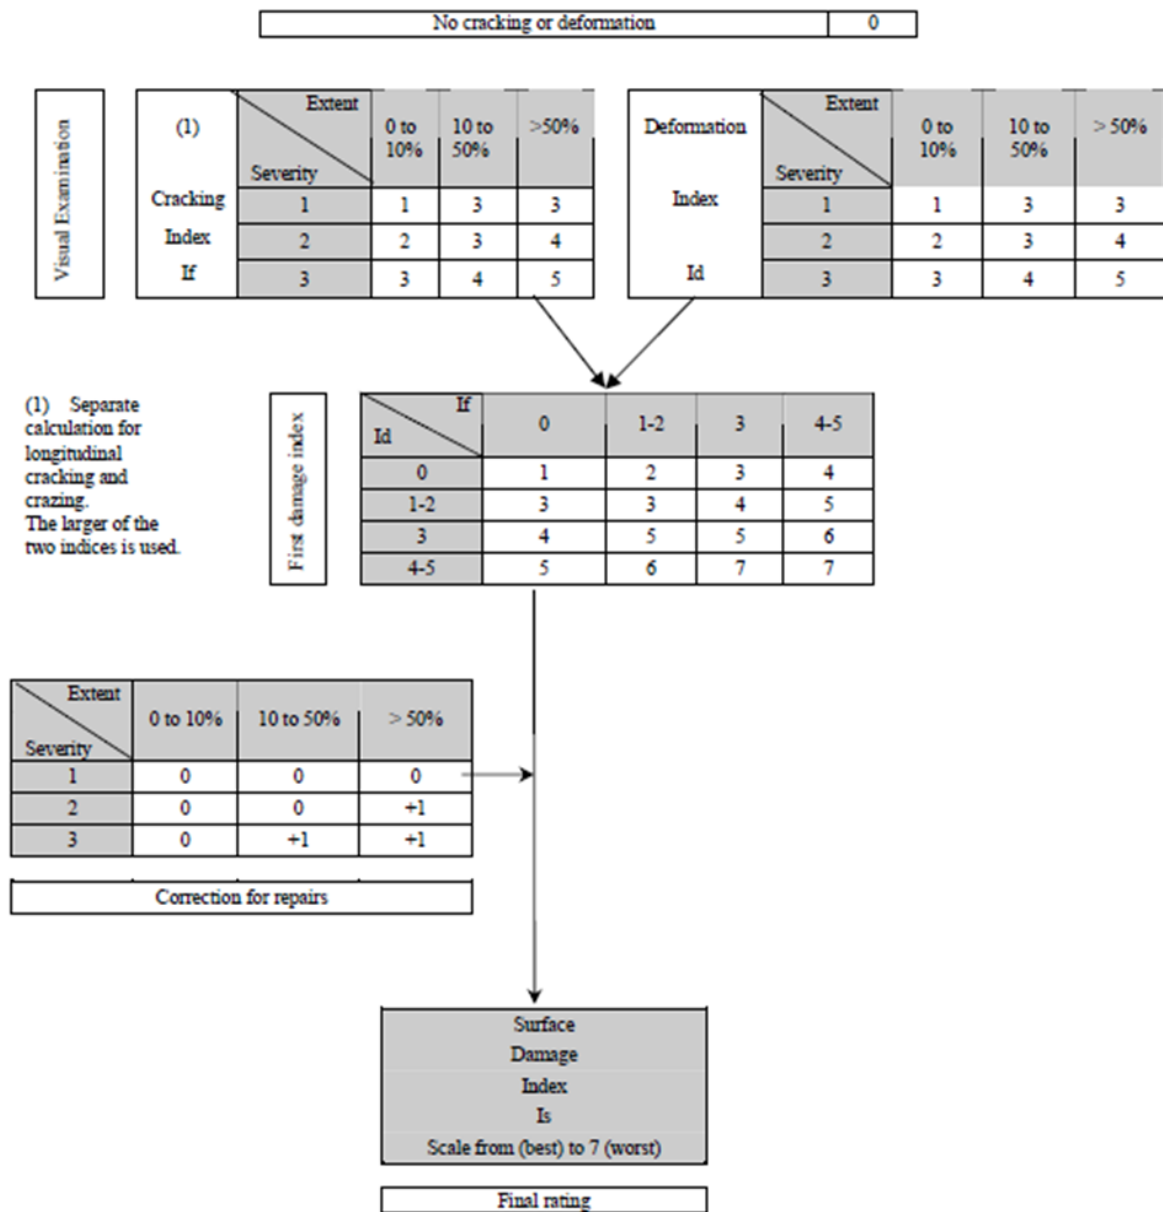 No cracking or deformation 0
Visual Examination
(1) Extent 0 to 10% 10 to 50% >50%
Severity
Cracking 1 1 3 3
Index 2 2 3 4
If 3 3 4 5
Deformation Extent 0 to 10% 10 to 50% > 50%
Severity
Index 1 1 3 3
2 2 3 4
Id 3 3 4 5
(1) Separate
calculation for
longitudinal
cracking and
crazing.
The larger of the
two indices is used.
First damage index
If 0 1-2 3 4-5
Id
0 1 2 3 4
1-2 3 3 4 5
3 4 5 5 6
4-5 5 6 7 7
Extent 0 to 10% 10 to 50% > 50%
Severity
1 0 0 0
2 0 0 +1
3 0 +1 +1
Correction for repairs
Surface
Damage
Index
Is
Scale from (best) to 7 (worst)
Final rating